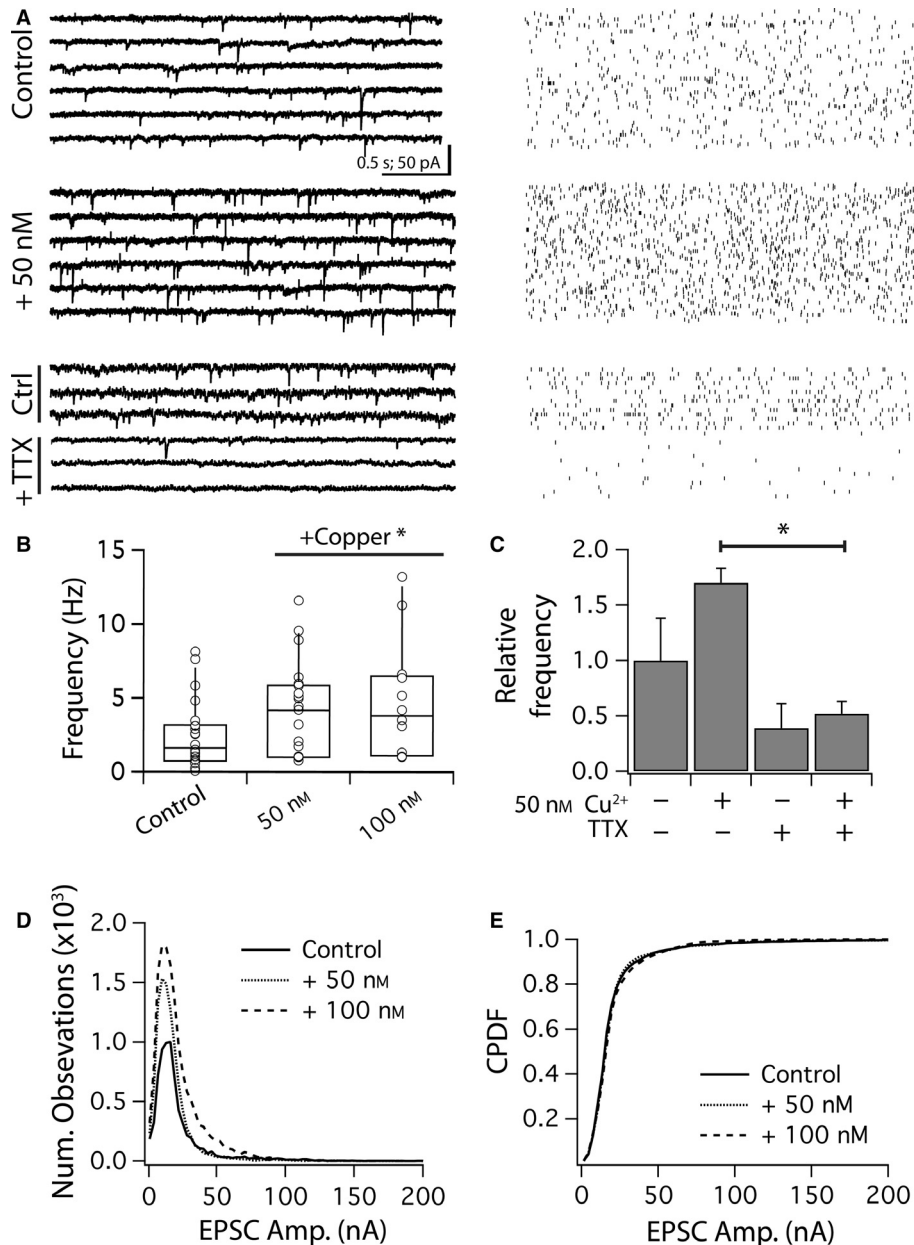 A
Control
0.5 s; 50 pA
+ 50 nM
Ctrl
+ TTX
B
+Copper *
Frequency (Hz)
15
10
5
0
Control
50 nM
100 nM
C
*
Relative
frequency
2.0
1.5
1.0
0.5
0.0
50 nM Cu²⁺ − + − +
TTX − − + +
D
Num. Obsevations (x10³)
2.0
1.5
1.0
0.5
0.0
Control
+ 50 nM
+ 100 nM
0 50 100 150 200
EPSC Amp. (nA)
E
CPDF
1.0
0.8
0.6
0.4
0.2
Control
+ 50 nM
+ 100 nM
0 50 100 150 200
EPSC Amp. (nA)